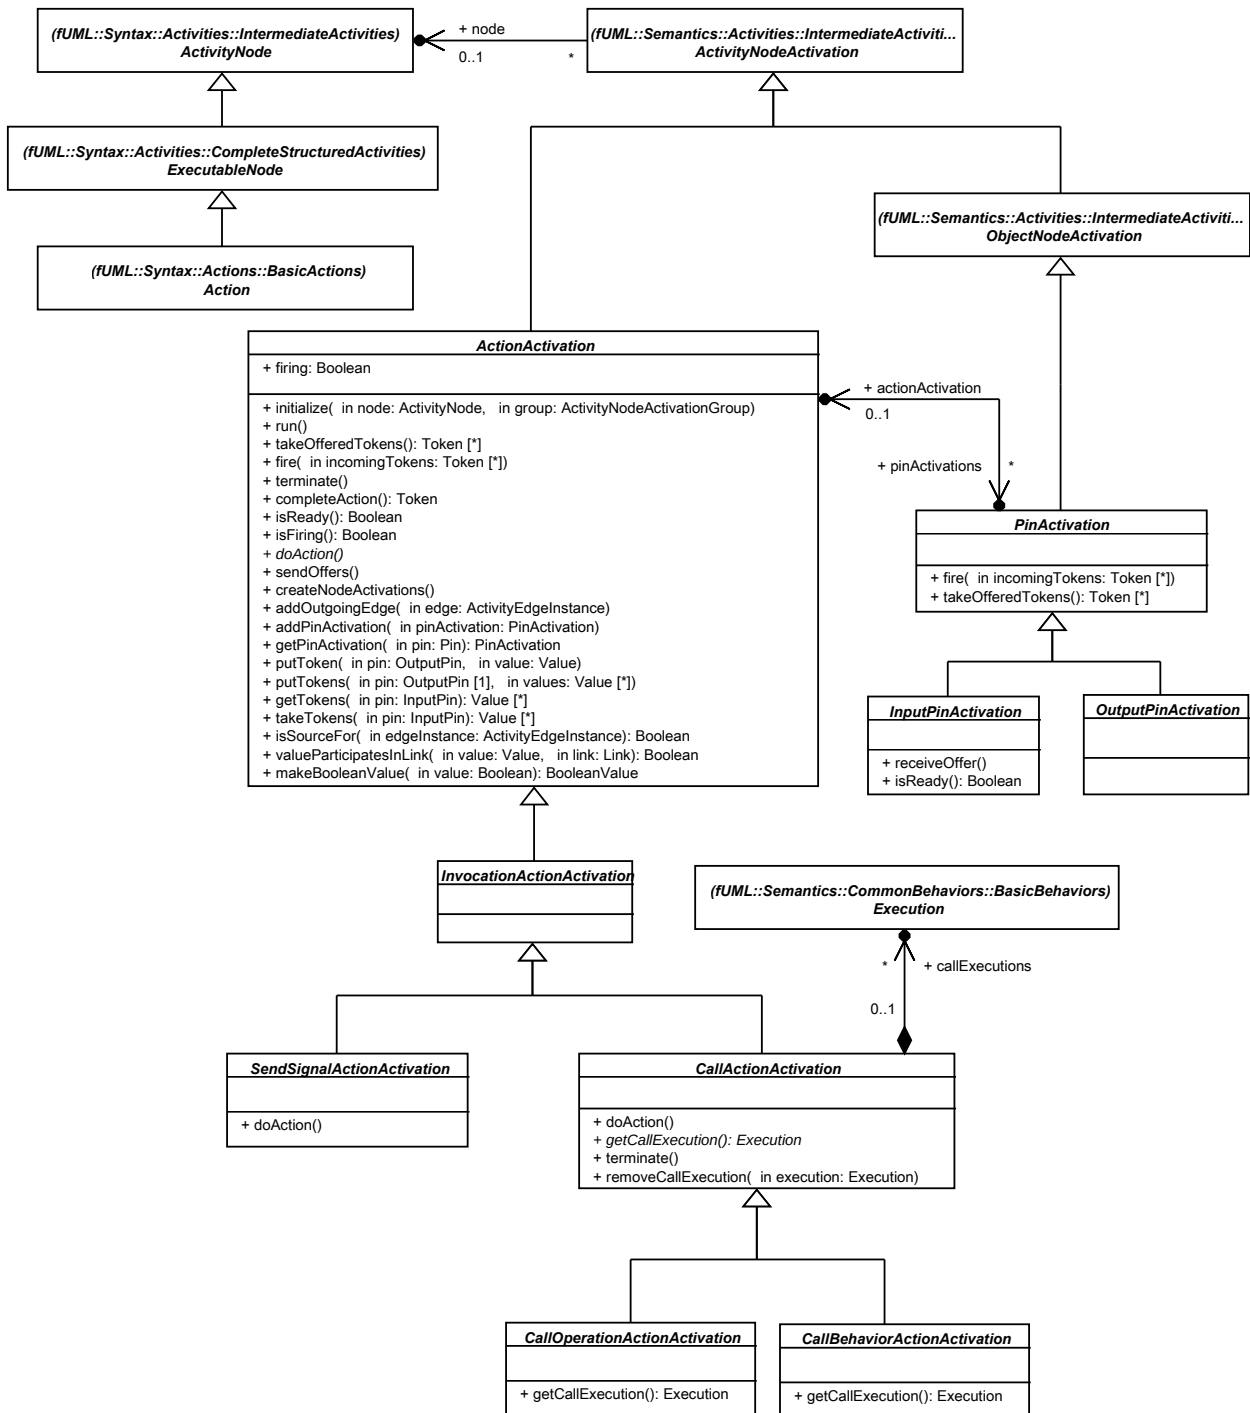 (fUML::Syntax::Activities::IntermediateActivities)
ActivityNode
+ node
0..1
*
(fUML::Semantics::Activities::IntermediateActiviti...
ActivityNodeActivation
(fUML::Syntax::Activities::CompleteStructuredActivities)
ExecutableNode
(fUML::Semantics::Activities::IntermediateActiviti...
ObjectNodeActivation
(fUML::Syntax::Actions::BasicActions)
Action
ActionActivation
+ firing: Boolean
+ initialize( in node: ActivityNode, in group: ActivityNodeActivationGroup)
+ run()
+ takeOfferedTokens(): Token [*]
+ fire( in incomingTokens: Token [*])
+ terminate()
+ completeAction(): Token
+ isReady(): Boolean
+ isFiring(): Boolean
+ doAction()
+ sendOffers()
+ createNodeActivations()
+ addOutgoingEdge( in edge: ActivityEdgeInstance)
+ addPinActivation( in pinActivation: PinActivation)
+ getPinActivation( in pin: Pin): PinActivation
+ putToken( in pin: OutputPin, in value: Value)
+ putTokens( in pin: OutputPin [1], in values: Value [*])
+ getTokens( in pin: InputPin): Value [*]
+ takeTokens( in pin: InputPin): Value [*]
+ isSourceFor( in edgeInstance: ActivityEdgeInstance): Boolean
+ valueParticipatesInLink( in value: Value, in link: Link): Boolean
+ makeBooleanValue( in value: Boolean): BooleanValue
+ actionActivation
0..1
+ pinActivations
*
PinActivation
+ fire( in incomingTokens: Token [*])
+ takeOfferedTokens(): Token [*]
InputPinActivation
+ receiveOffer()
+ isReady(): Boolean
OutputPinActivation
InvocationActionActivation
(fUML::Semantics::CommonBehaviors::BasicBehaviors)
Execution
*
+ callExecutions
0..1
SendSignalActionActivation
+ doAction()
CallActionActivation
+ doAction()
+ getCallExecution(): Execution
+ terminate()
+ removeCallExecution( in execution: Execution)
CallOperationActionActivation
+ getCallExecution(): Execution
CallBehaviorActionActivation
+ getCallExecution(): Execution